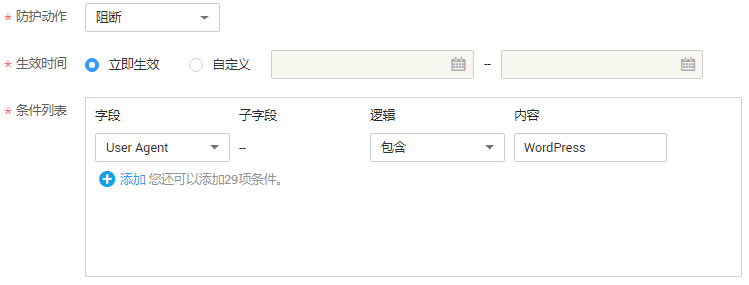 * 防护动作 阻断
* 生效时间 立即生效 自定义 --
* 条件列表 字段 子字段 逻辑 内容
User Agent -- 包含 WordPress
添加 您还可以添加29项条件。